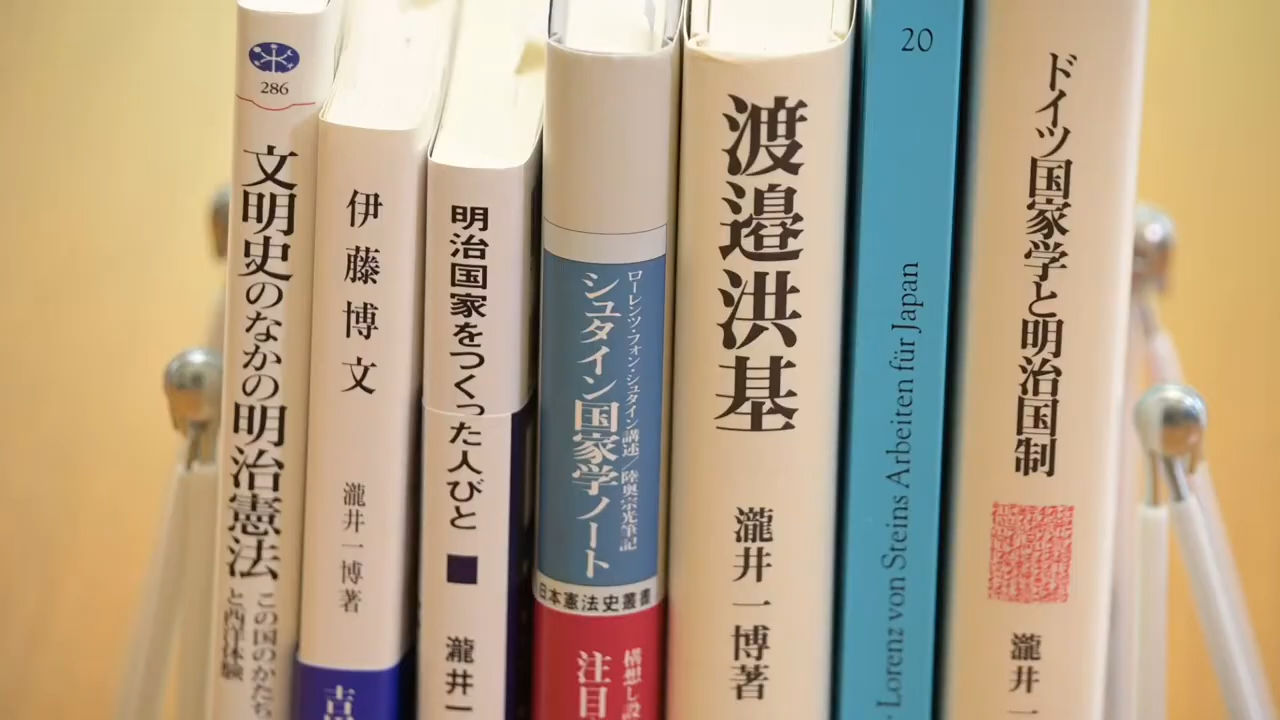 286
文明史のなかの明治憲法
この国のかたち
と西洋体験
伊藤博文
瀧井一博著
明治国家をつくった人びと
瀧井一
ローレンツ・フォン・シュタイン講述/陸奥宗光筆記
シュタイン国家学ノート
日本憲法史叢書
構想し設
注目
渡邉洪基
瀧井一博著
20
Lorenz von Steins Arbeiten für Japan
ドイツ国家学と明治国制
瀧井一